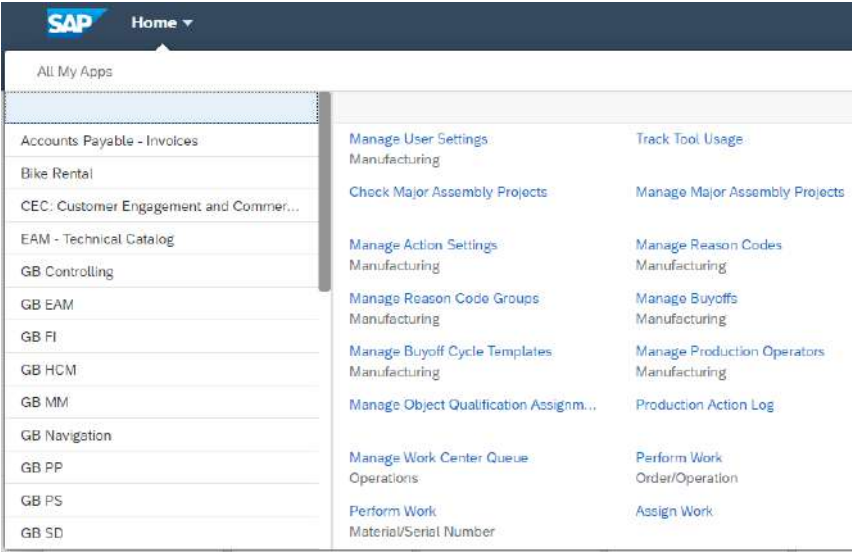 SAP Home
All My Apps
Accounts Payable - Invoices
Bike Rental
CEC: Customer Engagement and Commer...
EAM - Technical Catalog
GB Controlling
GB EAM
GB FI
GB HCM
GB MM
GB Navigation
GB PP
GB PS
GB SD
Manage User Settings
Manufacturing
Track Tool Usage
Check Major Assembly Projects
Manage Major Assembly Projects
Manage Action Settings
Manufacturing
Manage Reason Codes
Manufacturing
Manage Reason Code Groups
Manufacturing
Manage Buyoffs
Manufacturing
Manage Buyoff Cycle Templates
Manufacturing
Manage Production Operators
Manufacturing
Manage Object Qualification Assignm...
Production Action Log
Manage Work Center Queue
Operations
Perform Work
Order/Operation
Perform Work
Material/Serial Number
Assign Work